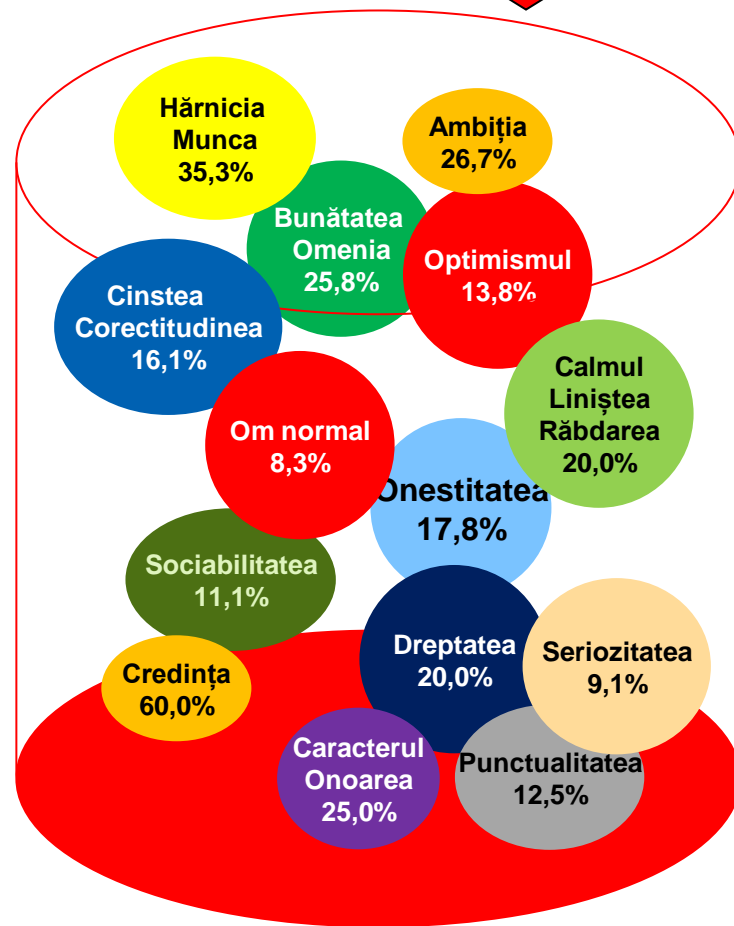 Hărnicia
Munca
35,3%
Ambiția
26,7%
Bunătatea
Omenia
25,8%
Optimismul
13,8%
Cinstea
Corectitudinea
16,1%
Calmul
Liniștea
Răbdarea
20,0%
Om normal
8,3%
Onestitatea
17,8%
Sociabilitatea
11,1%
Dreptatea
20,0%
Seriozitatea
9,1%
Credința
60,0%
Caracterul
Onoarea
25,0%
Punctualitatea
12,5%